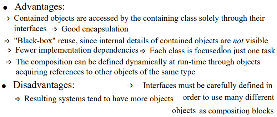 ● Advantages:
→ Contained objects are accessed by the containing class solely through their
interfaces → Good encapsulation
→ "Black-box" reuse, since internal details of contained objects are not visible
→ Fewer implementation dependencies → Each class is focusedon just one task
→ The composition can be defined dynamically at run-time through objects
acquiring references to other objects of the same type
● Disadvantages: → Interfaces must be carefully defined in
→ Resulting systems tend to have more objects order to use many different
objects as composition blocks